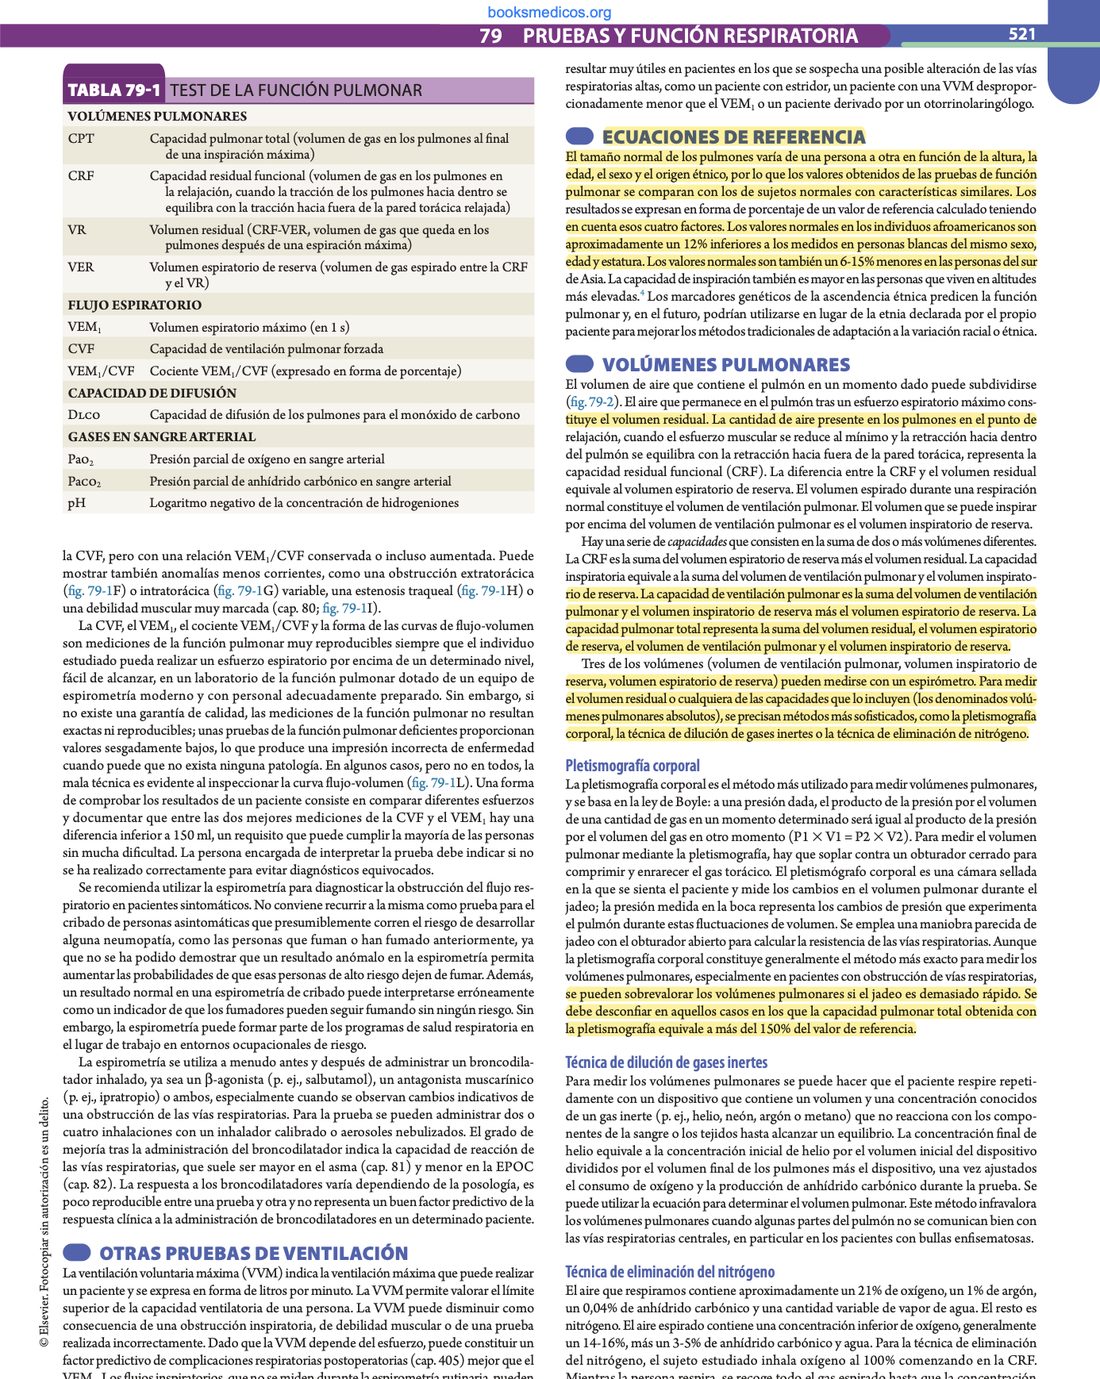 booksmedicos.org
79 PRUEBAS Y FUNCIÓN RESPIRATORIA
521
TABLA 79-1 TEST DE LA FUNCIÓN PULMONAR
VOLÚMENES PULMONARES
CPT Capacidad pulmonar total (volumen de gas en los pulmones al final
de una inspiración máxima)
CRF Capacidad residual funcional (volumen de gas en los pulmones en
la relajación, cuando la tracción de los pulmones hacia dentro se
equilibra con la tracción hacia fuera de la pared torácica relajada)
VR Volumen residual (CRF-VER, volumen de gas que queda en los
pulmones después de una espiración máxima)
VER Volumen espiratorio de reserva (volumen de gas espirado entre la CRF
y el VR)
FLUJO ESPIRATORIO
VEM₁ Volumen espiratorio máximo (en 1 s)
CVF Capacidad de ventilación pulmonar forzada
VEM₁/CVF Cociente VEM₁/CVF (expresado en forma de porcentaje)
CAPACIDAD DE DIFUSIÓN
DLCO Capacidad de difusión de los pulmones para el monóxido de carbono
GASES EN SANGRE ARTERIAL
PaO₂ Presión parcial de oxígeno en sangre arterial
PaCO₂ Presión parcial de anhídrido carbónico en sangre arterial
pH Logaritmo negativo de la concentración de hidrogeniones
la CVF, pero con una relación VEM₁/CVF conservada o incluso aumentada. Puede
mostrar también anomalías menos corrientes, como una obstrucción extratorácica
(fig. 79-1F) o intratorácica (fig. 79-1G) variable, una estenosis traqueal (fig. 79-1H) o
una debilidad muscular muy marcada (cap. 80; fig. 79-1I).
La CVF, el VEM₁, el cociente VEM₁/CVF y la forma de las curvas de flujo-volumen
son mediciones de la función pulmonar muy reproducibles siempre que el individuo
estudiado pueda realizar un esfuerzo espiratorio por encima de un determinado nivel,
fácil de alcanzar, en un laboratorio de la función pulmonar dotado de un equipo de
espirometría moderno y con personal adecuadamente preparado. Sin embargo, si
no existe una garantía de calidad, las mediciones de la función pulmonar no resultan
exactas ni reproducibles; unas pruebas de la función pulmonar deficientes proporcionan
valores sesgadamente bajos, lo que produce una impresión incorrecta de enfermedad
cuando puede que no exista ninguna patología. En algunos casos, pero no en todos, la
mala técnica es evidente al inspeccionar la curva flujo-volumen (fig. 79-1L). Una forma
de comprobar los resultados de un paciente consiste en comparar diferentes esfuerzos
y documentar que entre las dos mejores mediciones de la CVF y el VEM₁ hay una
diferencia inferior a 150 ml, un requisito que puede cumplir la mayoría de las personas
sin mucha dificultad. La persona encargada de interpretar la prueba debe indicar si no
se ha realizado correctamente para evitar diagnósticos equivocados.
Se recomienda utilizar la espirometría para diagnosticar la obstrucción del flujo res-
piratorio en pacientes sintomáticos. No conviene recurrir a la misma como prueba para el
cribado de personas asintomáticas que presumiblemente corren el riesgo de desarrollar
alguna neumopatía, como las personas que fuman o han fumado anteriormente, ya
que no se ha podido demostrar que un resultado anómalo en la espirometría permita
aumentar las probabilidades de que esas personas de alto riesgo dejen de fumar. Además,
un resultado normal en una espirometría de cribado puede interpretarse erróneamente
como un indicador de que los fumadores pueden seguir fumando sin ningún riesgo. Sin
embargo, la espirometría puede formar parte de los programas de salud respiratoria en
el lugar de trabajo en entornos ocupacionales de riesgo.
La espirometría se utiliza a menudo antes y después de administrar un broncodila-
tador inhalado, ya sea un β-agonista (p. ej., salbutamol), un antagonista muscarínico
(p. ej., ipratropio) o ambos, especialmente cuando se observan cambios indicativos de
una obstrucción de las vías respiratorias. Para la prueba se pueden administrar dos o
cuatro inhalaciones con un inhalador calibrado o aerosoles nebulizados. El grado de
mejoría tras la administración del broncodilatador indica la capacidad de reacción de
las vías respiratorias, que suele ser mayor en el asma (cap. 81) y menor en la EPOC
(cap. 82). La respuesta a los broncodilatadores varía dependiendo de la posología, es
poco reproducible entre una prueba y otra y no representa un buen factor predictivo de la
respuesta clínica a la administración de broncodilatadores en un determinado paciente.
OTRAS PRUEBAS DE VENTILACIÓN
La ventilación voluntaria máxima (VVM) indica la ventilación máxima que puede realizar
un paciente y se expresa en forma de litros por minuto. La VVM permite valorar el límite
superior de la capacidad ventilatoria de una persona. La VVM puede disminuir como
consecuencia de una obstrucción inspiratoria, de debilidad muscular o de una prueba
realizada incorrectamente. Dado que la VVM depende del esfuerzo, puede constituir un
factor predictivo de complicaciones respiratorias postoperatorias (cap. 405) mejor que el
VEM₁. Los flujos inspiratorios, que no se miden durante la espirometría rutinaria, pueden
© Elsevier. Fotocopiar sin autorización es un delito.
resultar muy útiles en pacientes en los que se sospecha una posible alteración de las vías
respiratorias altas, como un paciente con estridor, un paciente con una VVM despropor-
cionadamente menor que el VEM₁ o un paciente derivado por un otorrinolaringólogo.
ECUACIONES DE REFERENCIA
El tamaño normal de los pulmones varía de una persona a otra en función de la altura, la
edad, el sexo y el origen étnico, por lo que los valores obtenidos de las pruebas de función
pulmonar se comparan con los de sujetos normales con características similares. Los
resultados se expresan en forma de porcentaje de un valor de referencia calculado teniendo
en cuenta esos cuatro factores. Los valores normales en los individuos afroamericanos son
aproximadamente un 12% inferiores a los medidos en personas blancas del mismo sexo,
edad y estatura. Los valores normales son también un 6-15% menores en las personas del sur
de Asia. La capacidad de inspiración también es mayor en las personas que viven en altitudes
más elevadas.⁴ Los marcadores genéticos de la ascendencia étnica predicen la función
pulmonar y, en el futuro, podrían utilizarse en lugar de la etnia declarada por el propio
paciente para mejorar los métodos tradicionales de adaptación a la variación racial o étnica.
VOLÚMENES PULMONARES
El volumen de aire que contiene el pulmón en un momento dado puede subdividirse
(fig. 79-2). El aire que permanece en el pulmón tras un esfuerzo espiratorio máximo cons-
tituye el volumen residual. La cantidad de aire presente en los pulmones en el punto de
relajación, cuando el esfuerzo muscular se reduce al mínimo y la retracción hacia dentro
del pulmón se equilibra con la retracción hacia fuera de la pared torácica, representa la
capacidad residual funcional (CRF). La diferencia entre la CRF y el volumen residual
equivale al volumen espiratorio de reserva. El volumen espirado durante una respiración
normal constituye el volumen de ventilación pulmonar. El volumen que se puede inspirar
por encima del volumen de ventilación pulmonar es el volumen inspiratorio de reserva.
Hay una serie de capacidades que consisten en la suma de dos o más volúmenes diferentes.
La CRF es la suma del volumen espiratorio de reserva más el volumen residual. La capacidad
inspiratoria equivale a la suma del volumen de ventilación pulmonar y el volumen inspirato-
rio de reserva. La capacidad de ventilación pulmonar es la suma del volumen de ventilación
pulmonar y el volumen inspiratorio de reserva más el volumen espiratorio de reserva. La
capacidad pulmonar total representa la suma del volumen residual, el volumen espiratorio
de reserva, el volumen de ventilación pulmonar y el volumen inspiratorio de reserva.
Tres de los volúmenes (volumen de ventilación pulmonar, volumen inspiratorio de
reserva, volumen espiratorio de reserva) pueden medirse con un espirómetro. Para medir
el volumen residual o cualquiera de las capacidades que lo incluyen (los denominados volú-
menes pulmonares absolutos), se precisan métodos más sofisticados, como la pletismografía
corporal, la técnica de dilución de gases inertes o la técnica de eliminación de nitrógeno.
Pletismografía corporal
La pletismografía corporal es el método más utilizado para medir volúmenes pulmonares,
y se basa en la ley de Boyle: a una presión dada, el producto de la presión por el volumen
de una cantidad de gas en un momento determinado será igual al producto de la presión
por el volumen del gas en otro momento (P1 × V1 = P2 × V2). Para medir el volumen
pulmonar mediante la pletismografía, hay que soplar contra un obturador cerrado para
comprimir y enrarecer el gas torácico. El pletismógrafo corporal es una cámara sellada
en la que se sienta el paciente y mide los cambios en el volumen pulmonar durante el
jadeo; la presión medida en la boca representa los cambios de presión que experimenta
el pulmón durante estas fluctuaciones de volumen. Se emplea una maniobra parecida de
jadeo con el obturador abierto para calcular la resistencia de las vías respiratorias. Aunque
la pletismografía corporal constituye generalmente el método más exacto para medir los
volúmenes pulmonares, especialmente en pacientes con obstrucción de vías respiratorias,
se pueden sobrevalorar los volúmenes pulmonares si el jadeo es demasiado rápido. Se
debe desconfiar en aquellos casos en los que la capacidad pulmonar total obtenida con
la pletismografía equivale a más del 150% del valor de referencia.
Técnica de dilución de gases inertes
Para medir los volúmenes pulmonares se puede hacer que el paciente respire repeti-
damente con un dispositivo que contiene un volumen y una concentración conocidos
de un gas inerte (p. ej., helio, neón, argón o metano) que no reacciona con los compo-
nentes de la sangre o los tejidos hasta alcanzar un equilibrio. La concentración final de
helio equivale a la concentración inicial de helio por el volumen inicial del dispositivo
divididos por el volumen final de los pulmones más el dispositivo, una vez ajustados
el consumo de oxígeno y la producción de anhídrido carbónico durante la prueba. Se
puede utilizar la ecuación para determinar el volumen pulmonar. Este método infravalora
los volúmenes pulmonares cuando algunas partes del pulmón no se comunican bien con
las vías respiratorias centrales, en particular en los pacientes con bullas enfisematosas.
Técnica de eliminación del nitrógeno
El aire que respiramos contiene aproximadamente un 21% de oxígeno, un 1% de argón,
un 0,04% de anhídrido carbónico y una cantidad variable de vapor de agua. El resto es
nitrógeno. El aire espirado contiene una concentración inferior de oxígeno, generalmente
un 14-16%, más un 3-5% de anhídrido carbónico y agua. Para la técnica de eliminación
del nitrógeno, el sujeto estudiado inhala oxígeno al 100% comenzando en la CRF.
Mientras la persona respira, se recoge todo el gas espirado hasta que la concentración